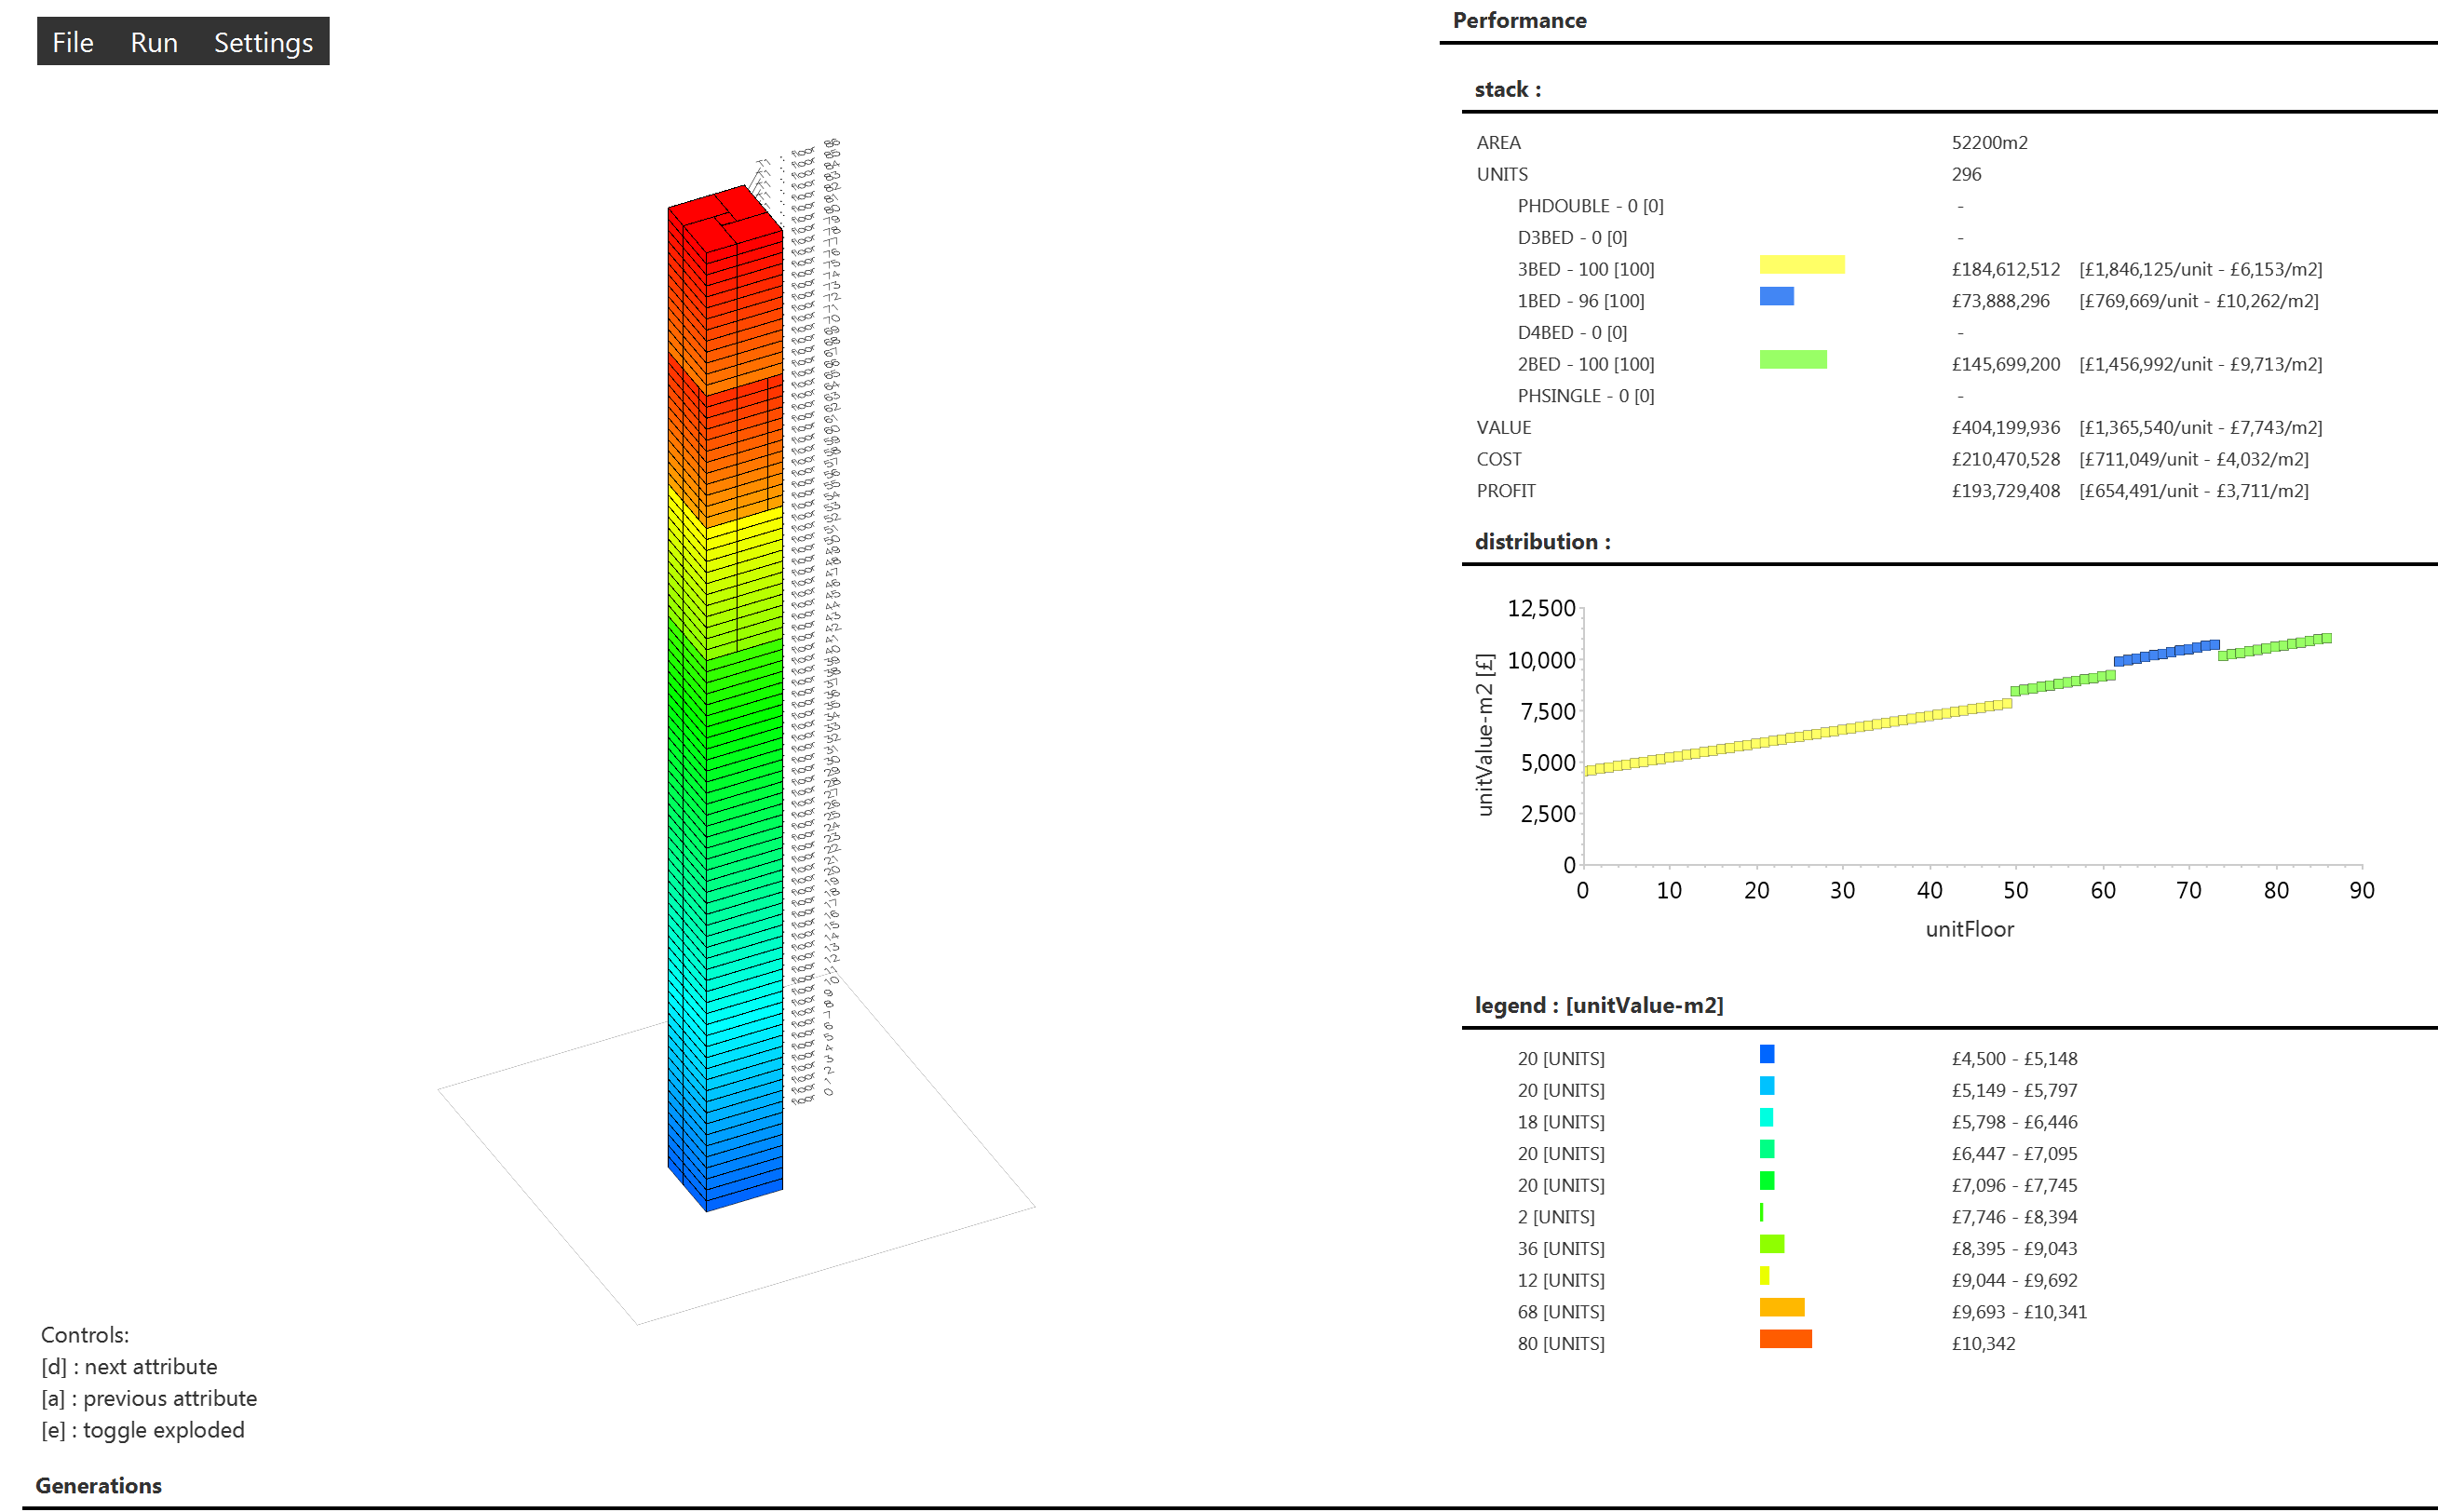 File Run Settings
Performance
stack :
AREA 52200m2
UNITS 296
PHDOUBLE - 0 [0] -
D3BED - 0 [0] -
3BED - 100 [100] £184,612,512 [£1,846,125/unit - £6,153/m2]
1BED - 96 [100] £73,888,296 [£769,669/unit - £10,262/m2]
D4BED - 0 [0] -
2BED - 100 [100] £145,699,200 [£1,456,992/unit - £9,713/m2]
PHSINGLE - 0 [0] -
VALUE £404,199,936 [£1,365,540/unit - £7,743/m2]
COST £210,470,528 [£711,049/unit - £4,032/m2]
PROFIT £193,729,408 [£654,491/unit - £3,711/m2]
distribution :
12,500
10,000
7,500
5,000
2,500
0
unitValue-m2 [£]
0 10 20 30 40 50 60 70 80 90
unitFloor
legend : [unitValue-m2]
20 [UNITS] £4,500 - £5,148
20 [UNITS] £5,149 - £5,797
18 [UNITS] £5,798 - £6,446
20 [UNITS] £6,447 - £7,095
20 [UNITS] £7,096 - £7,745
2 [UNITS] £7,746 - £8,394
36 [UNITS] £8,395 - £9,043
12 [UNITS] £9,044 - £9,692
68 [UNITS] £9,693 - £10,341
80 [UNITS] £10,342
Controls:
[d] : next attribute
[a] : previous attribute
[e] : toggle exploded
Generations